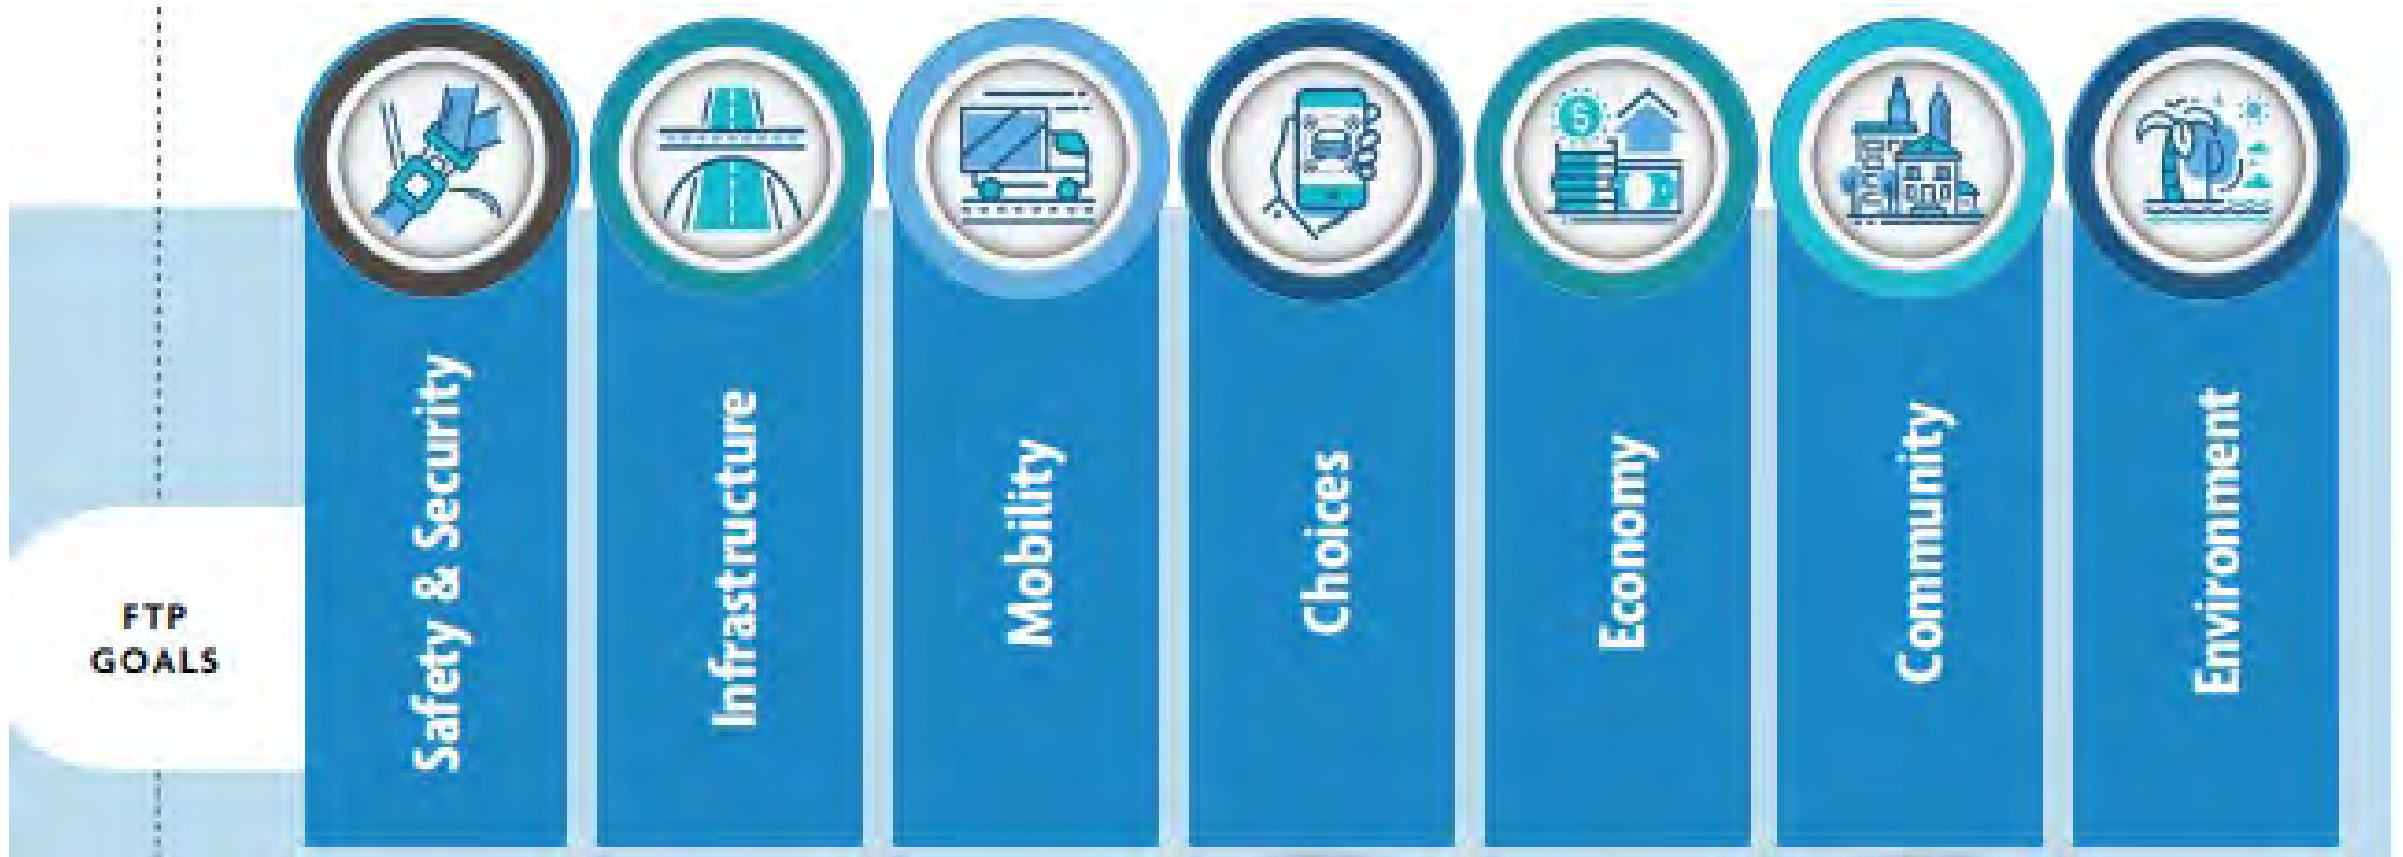 FTP
GOALS
Safety & Security
Infrastructure
Mobility
Choices
Economy
Community
Environment